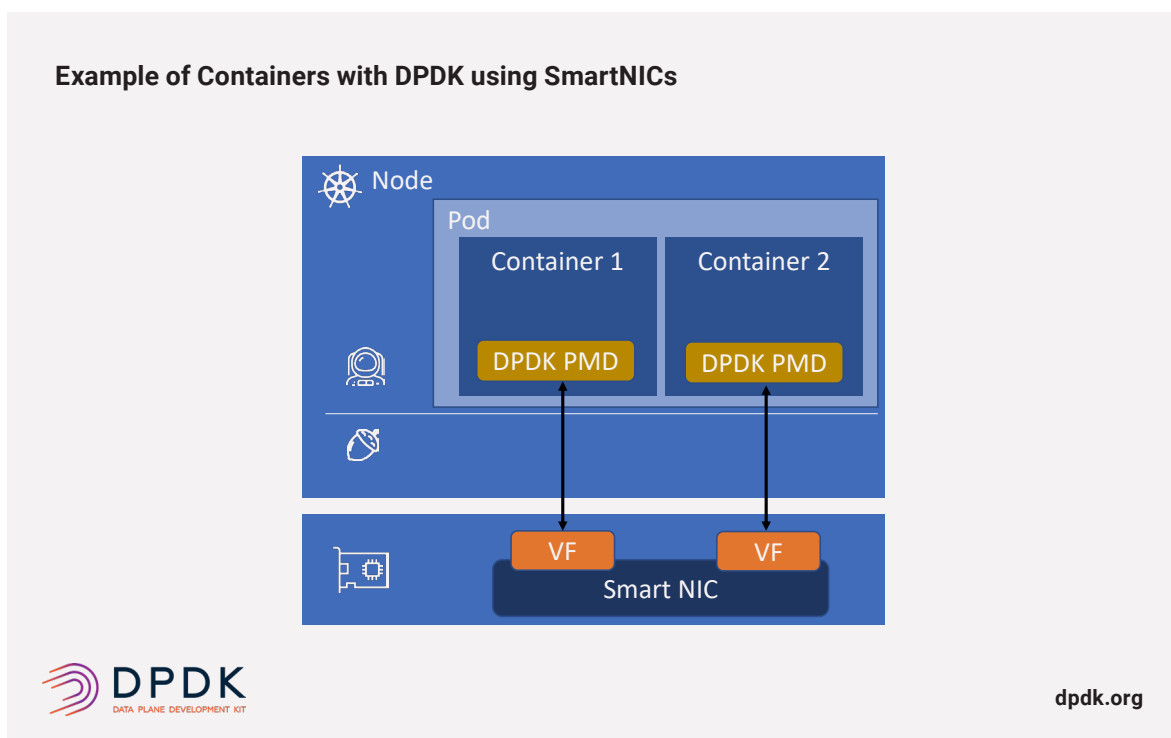 Example of Containers with DPDK using SmartNICs
Node
Pod
Container 1
Container 2
DPDK PMD
DPDK PMD
VF
VF
Smart NIC
DPDK
DATA PLANE DEVELOPMENT KIT
dpdk.org